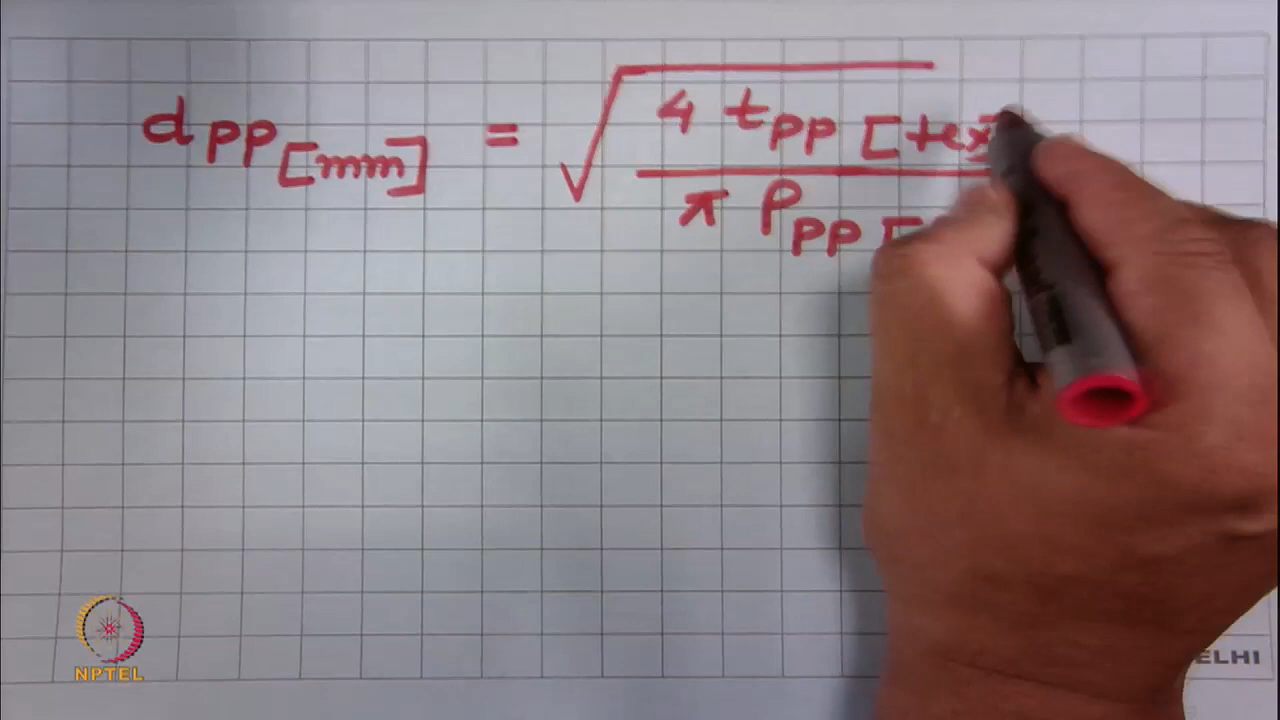 dpp[mm] = √ 4 tpp [tex]
π ρpp [
NPTEL
ELHI